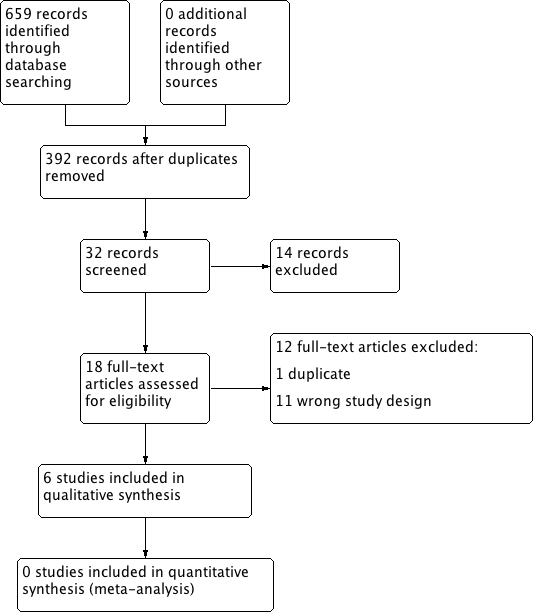 659 records
identified
through
database
searching
0 additional
records
identified
through other
sources
392 records after duplicates
removed
32 records
screened
14 records
excluded
18 full-text
articles assessed
for eligibility
12 full-text articles excluded:
1 duplicate
11 wrong study design
6 studies included in
qualitative synthesis
0 studies included in quantitative
synthesis (meta-analysis)